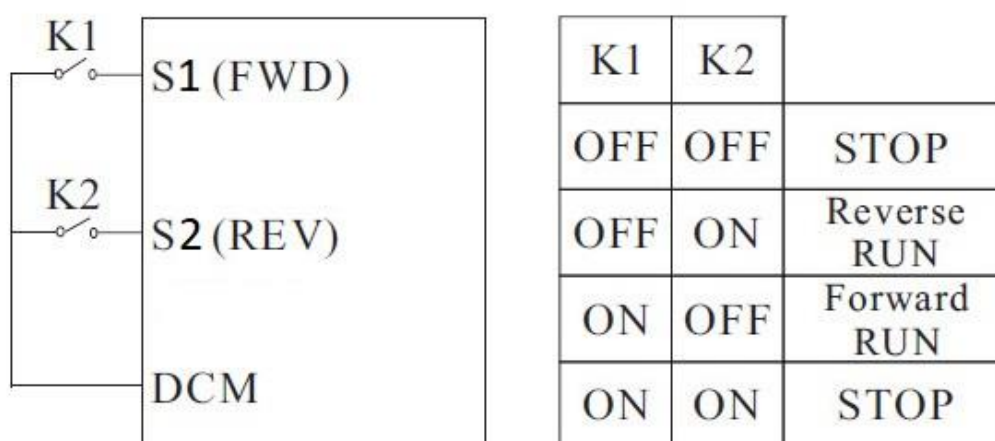 K1
S1 (FWD)
K2
S2 (REV)
DCM
K1 K2
OFF OFF STOP
OFF ON Reverse RUN
ON OFF Forward RUN
ON ON STOP